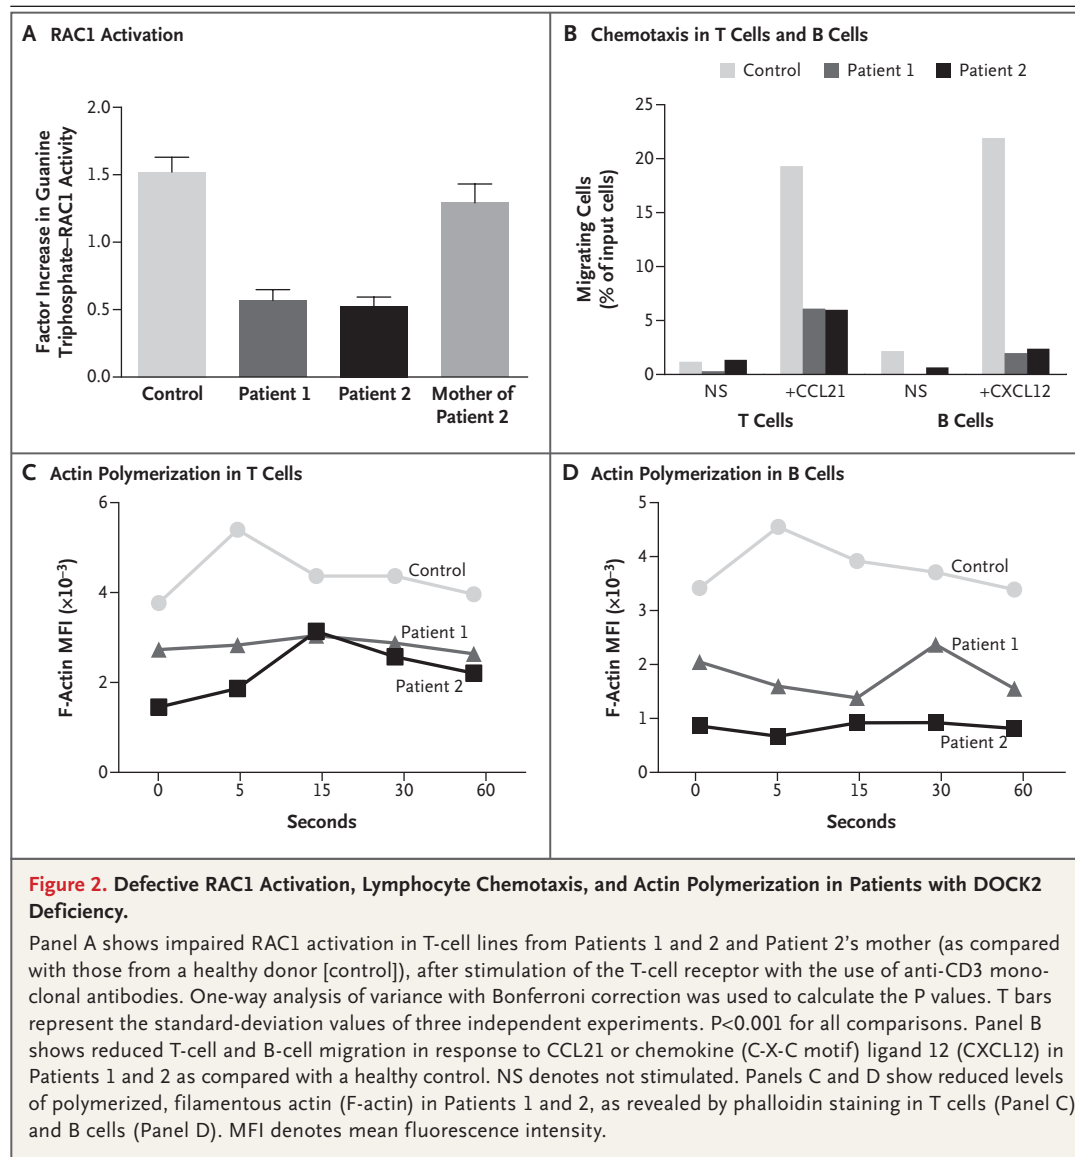 A RAC1 Activation
Factor Increase in Guanine
Triphosphate–RAC1 Activity
2.0
1.5
1.0
0.5
0.0
Control
Patient 1
Patient 2
Mother of
Patient 2
B Chemotaxis in T Cells and B Cells
Control
Patient 1
Patient 2
Migrating Cells
(% of input cells)
25
20
15
10
5
0
NS
+CCL21
NS
+CXCL12
T Cells
B Cells
C Actin Polymerization in T Cells
F-Actin MFI (×10⁻³)
6
4
2
0
Control
Patient 1
Patient 2
0
5
15
30
60
Seconds
D Actin Polymerization in B Cells
F-Actin MFI (×10⁻³)
5
4
3
2
1
0
Control
Patient 1
Patient 2
0
5
15
30
60
Seconds
Figure 2. Defective RAC1 Activation, Lymphocyte Chemotaxis, and Actin Polymerization in Patients with DOCK2
Deficiency.
Panel A shows impaired RAC1 activation in T-cell lines from Patients 1 and 2 and Patient 2's mother (as compared
with those from a healthy donor [control]), after stimulation of the T-cell receptor with the use of anti-CD3 mono-
clonal antibodies. One-way analysis of variance with Bonferroni correction was used to calculate the P values. T bars
represent the standard-deviation values of three independent experiments. P<0.001 for all comparisons. Panel B
shows reduced T-cell and B-cell migration in response to CCL21 or chemokine (C-X-C motif) ligand 12 (CXCL12) in
Patients 1 and 2 as compared with a healthy control. NS denotes not stimulated. Panels C and D show reduced levels
of polymerized, filamentous actin (F-actin) in Patients 1 and 2, as revealed by phalloidin staining in T cells (Panel C)
and B cells (Panel D). MFI denotes mean fluorescence intensity.